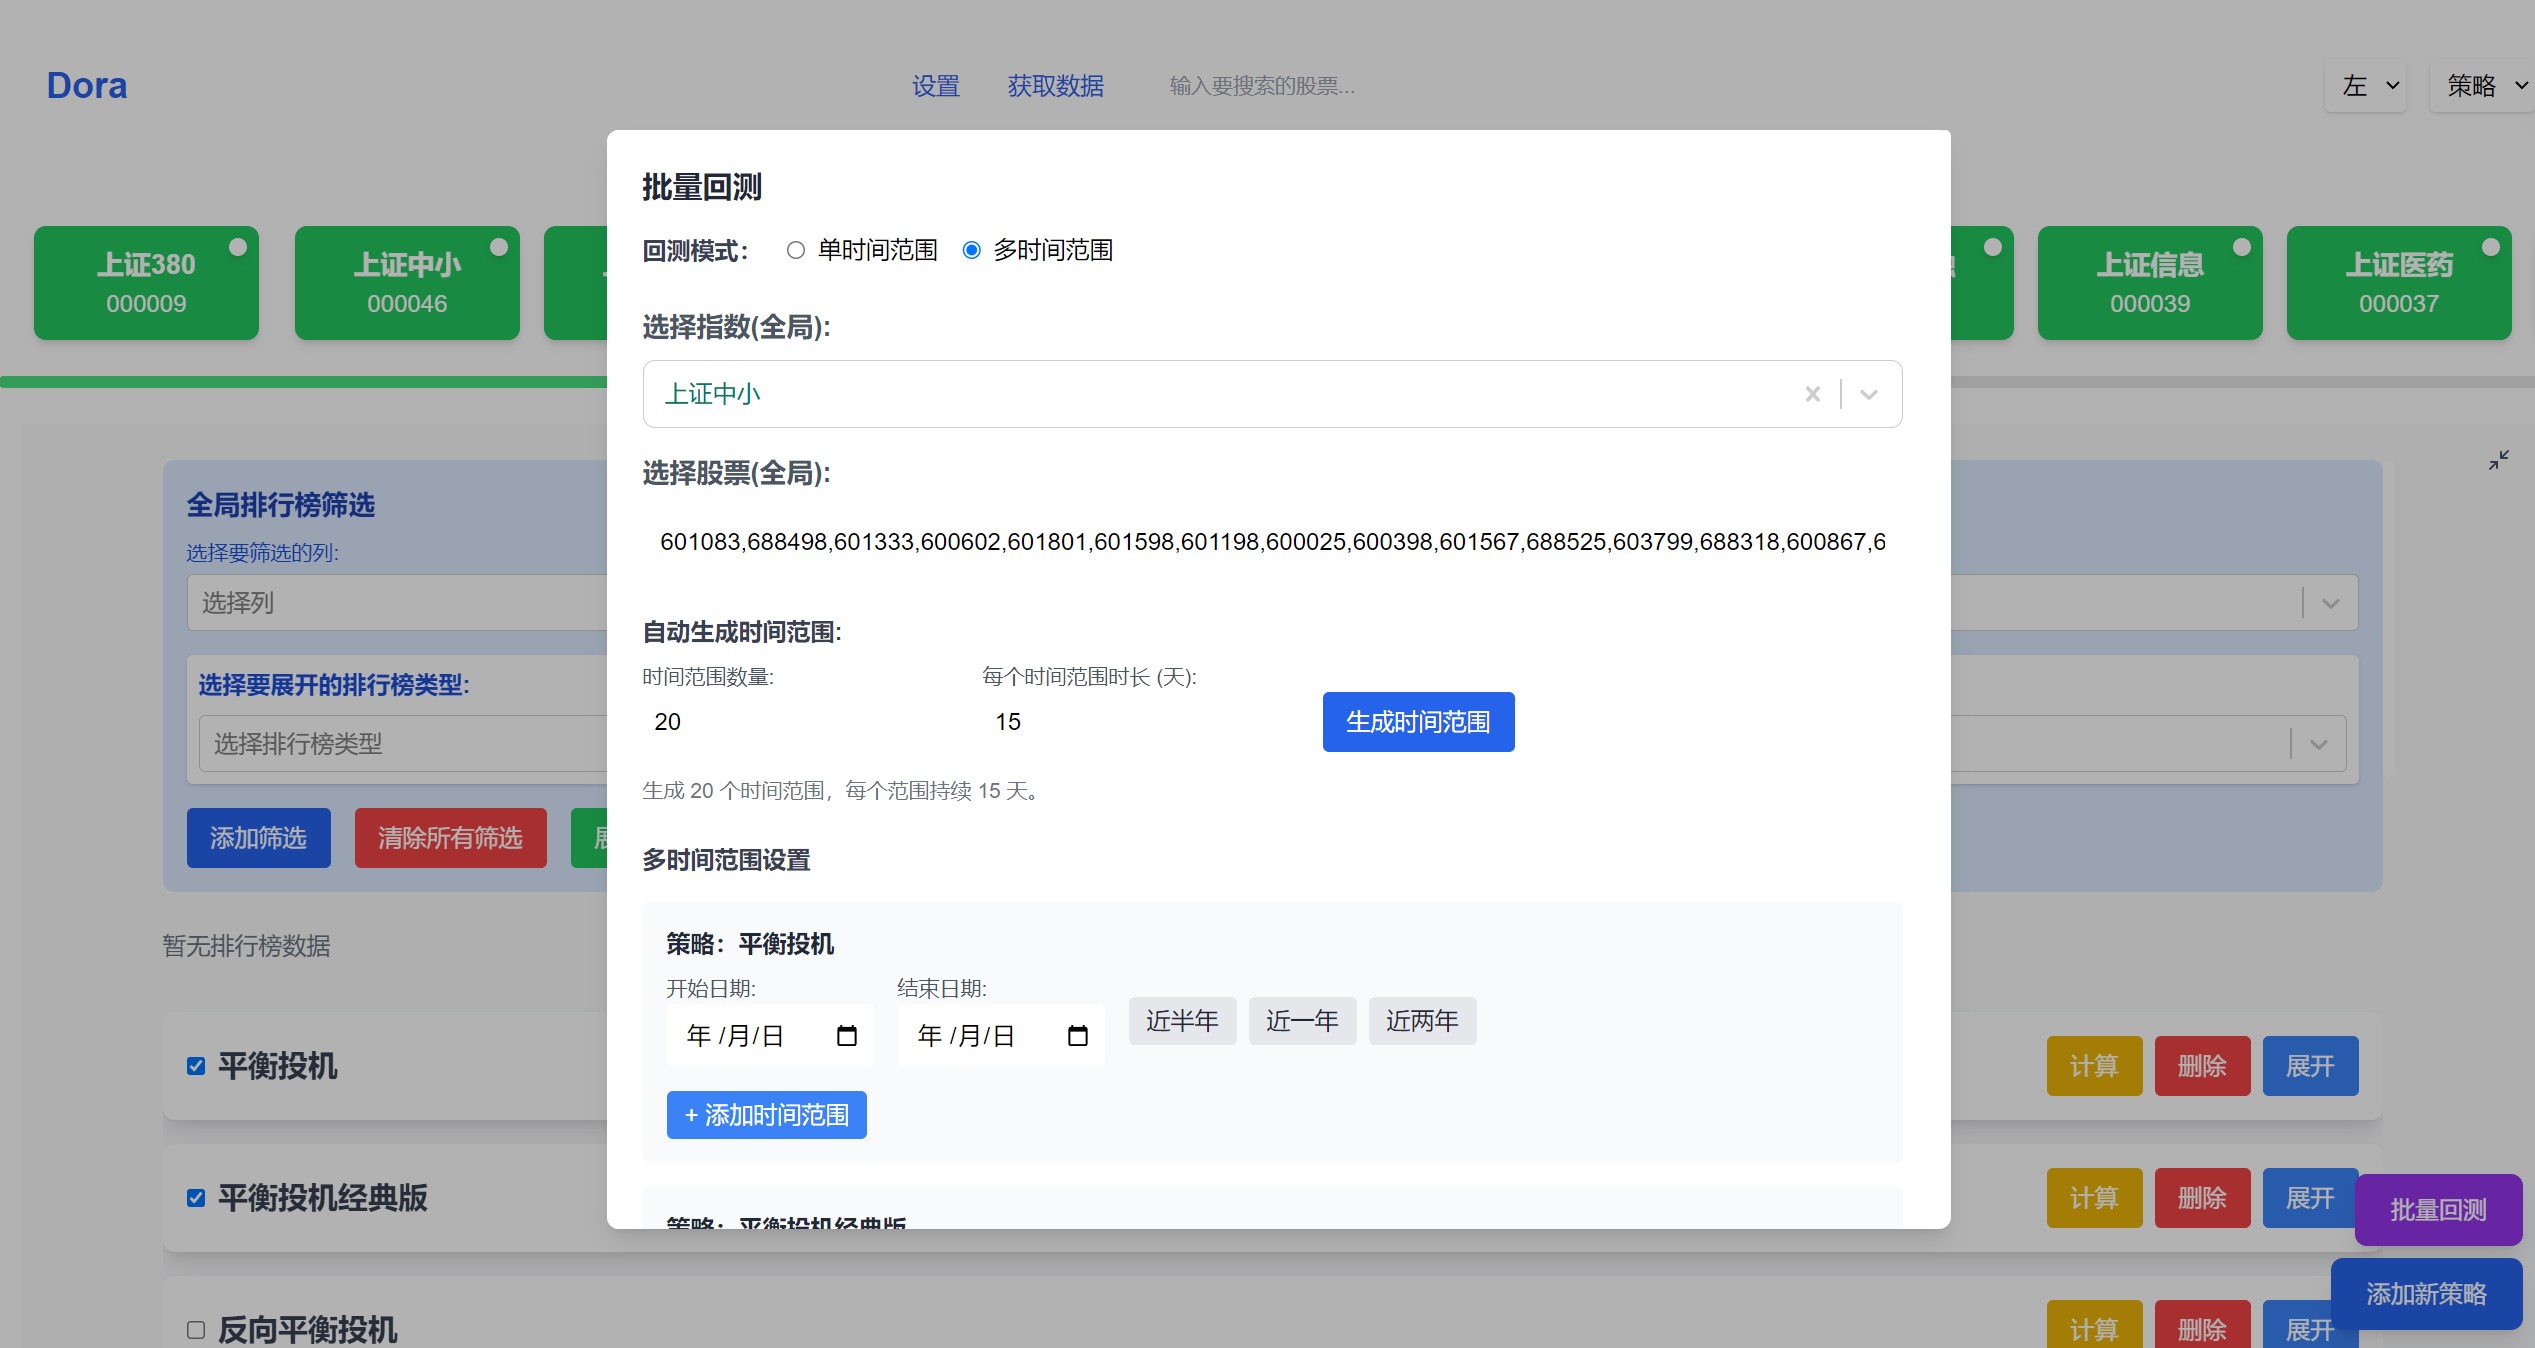 Dora
设置 获取数据 输入要搜索的股票... 左 策略
上证380
000009
上证中小
000046
上证信息
000039
上证医药
000037
批量回测
回测模式： 单时间范围 多时间范围
选择指数(全局):
上证中小
选择股票(全局):
601083,688498,601333,600602,601801,601598,601198,600025,600398,601567,688525,603799,688318,600867,6
自动生成时间范围:
时间范围数量: 每个时间范围时长 (天):
20 15 生成时间范围
生成 20 个时间范围，每个范围持续 15 天。
多时间范围设置
策略：平衡投机
开始日期: 结束日期:
年 /月/日 年 /月/日 近半年 近一年 近两年
+ 添加时间范围
策略：平衡投机经典版
全局排行榜筛选
选择要筛选的列:
选择列
选择要展开的排行榜类型:
选择排行榜类型
添加筛选 清除所有筛选
暂无排行榜数据
平衡投机 计算 删除 展开
平衡投机经典版 计算 删除 展开
批量回测
添加新策略
反向平衡投机 计算 删除 展开